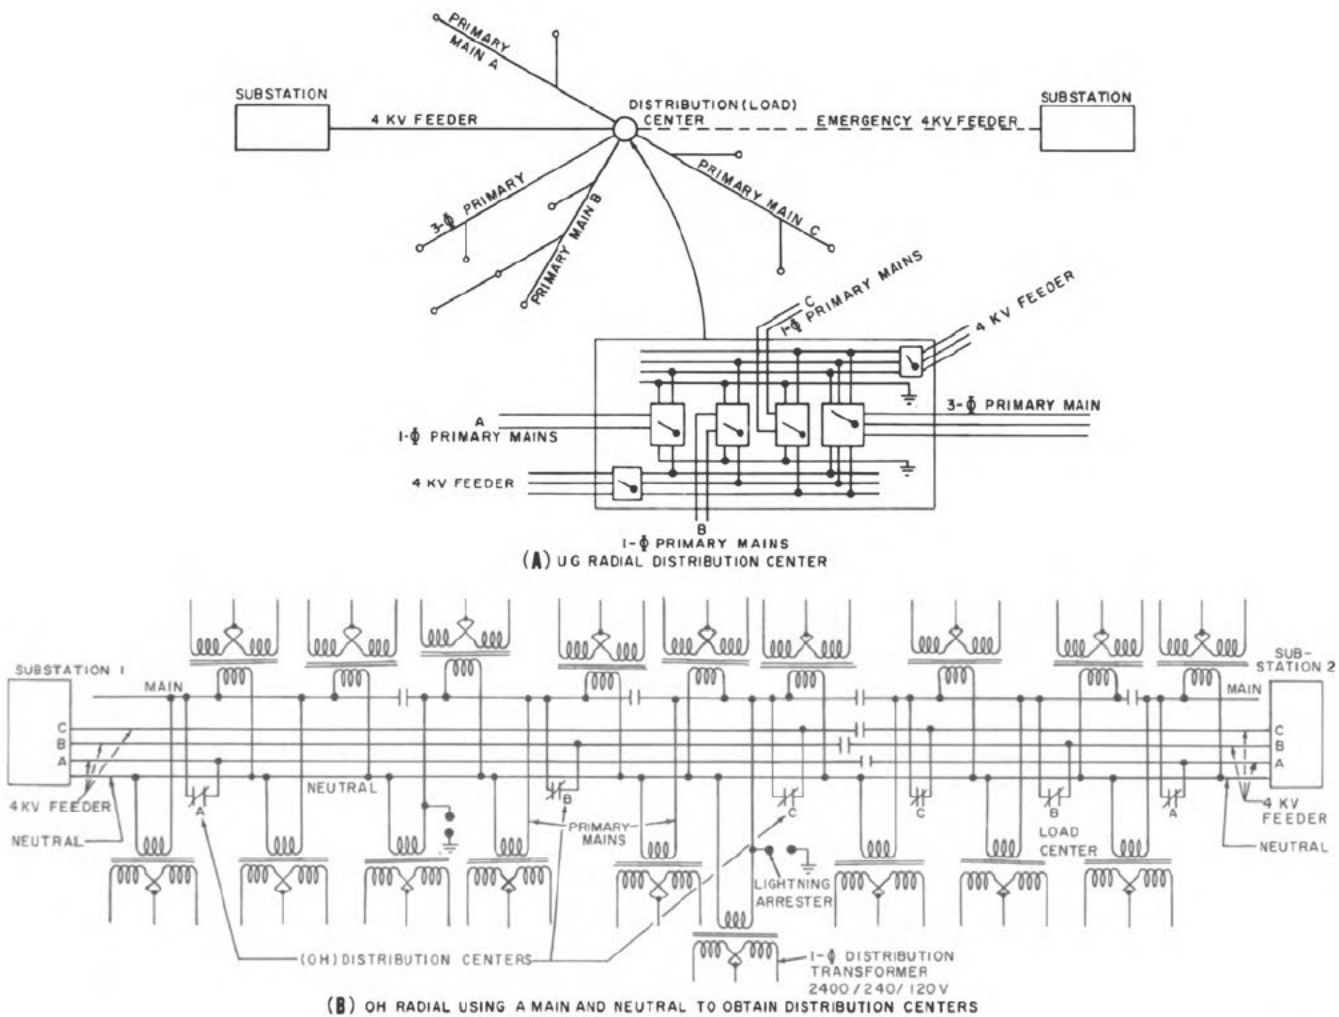 PRIMARY
MAIN A
SUBSTATION
4 KV FEEDER
DISTRIBUTION (LOAD)
CENTER
EMERGENCY 4KV FEEDER
SUBSTATION
3-Φ PRIMARY
PRIMARY MAIN B
PRIMARY MAIN C
C
1-Φ PRIMARY MAINS
4 KV FEEDER
A
1-Φ PRIMARY MAINS
3-Φ PRIMARY MAIN
4 KV FEEDER
B
1-Φ PRIMARY MAINS
(A) UG RADIAL DISTRIBUTION CENTER
SUBSTATION 1
MAIN
C
B
A
4KV FEEDER
NEUTRAL
A
NEUTRAL
B
PRIMARY
MAINS
C
C
B
A
LOAD
CENTER
LIGHTNING
ARRESTER
SUB-
STATION 2
MAIN
C
B
A
4 KV
FEEDER
NEUTRAL
(OH) DISTRIBUTION CENTERS
1-Φ DISTRIBUTION
TRANSFORMER
2400/240/120V
(B) OH RADIAL USING A MAIN AND NEUTRAL TO OBTAIN DISTRIBUTION CENTERS